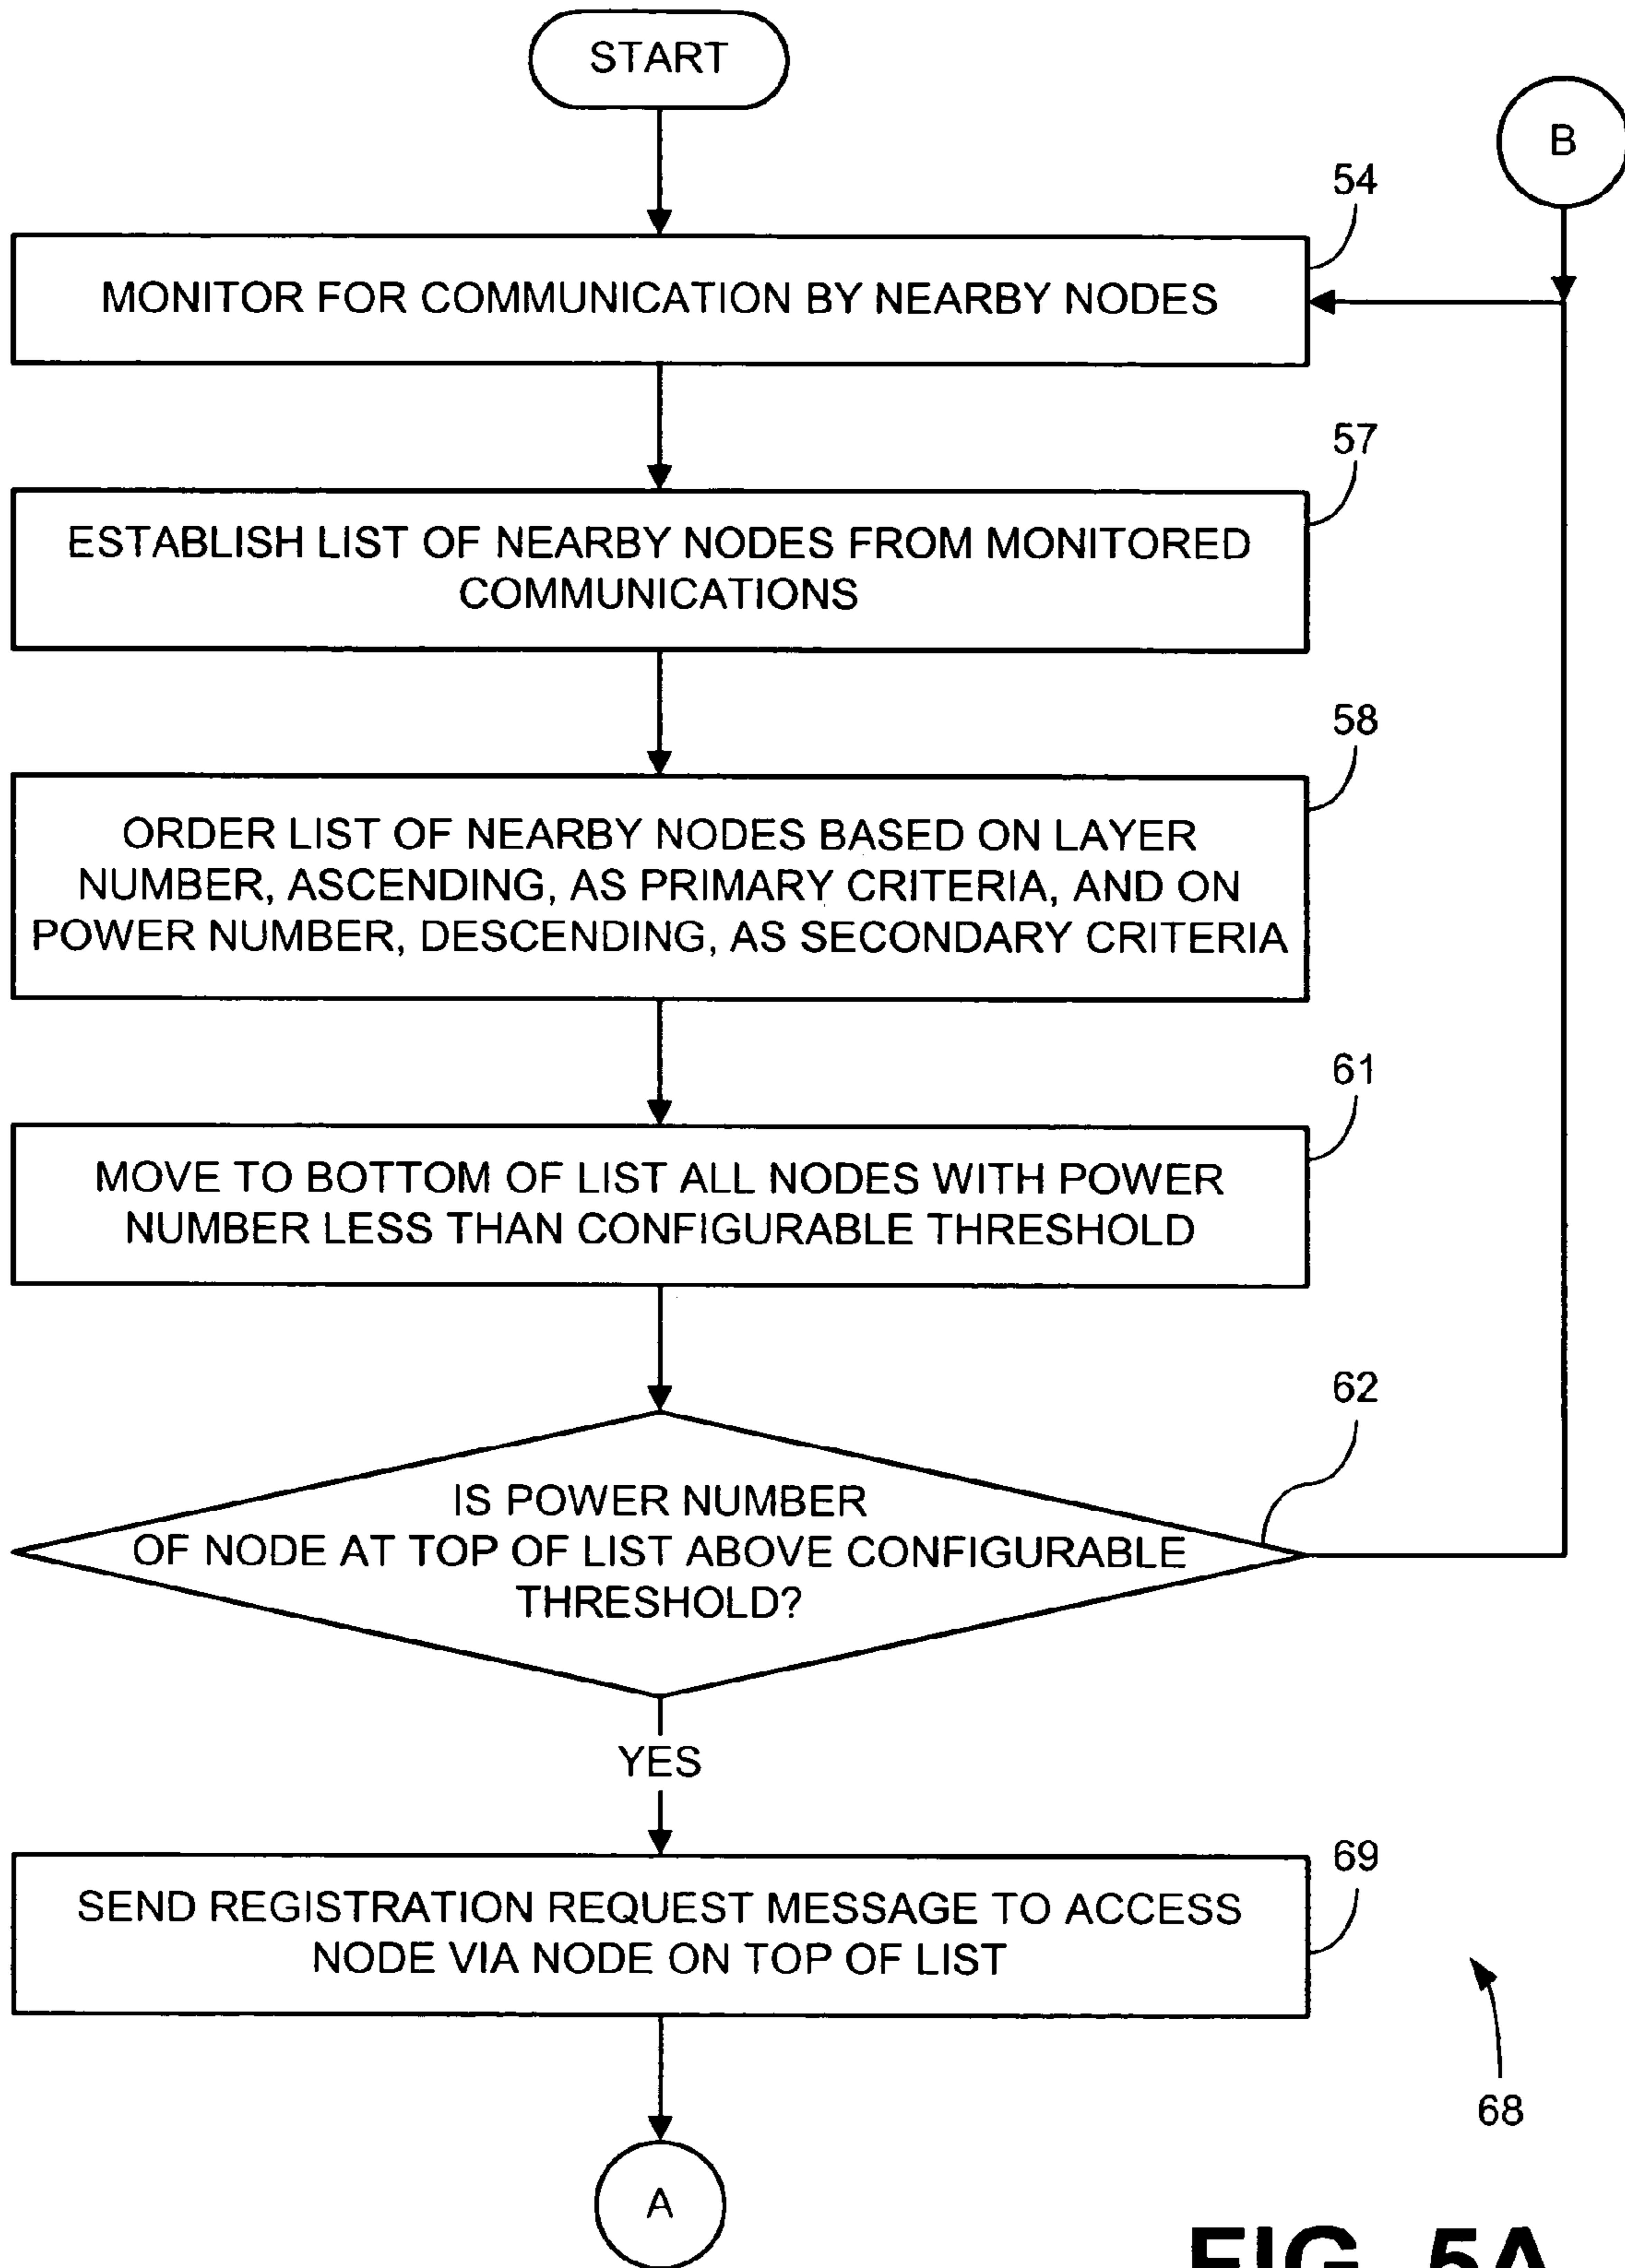 START
B
54
MONITOR FOR COMMUNICATION BY NEARBY NODES
57
ESTABLISH LIST OF NEARBY NODES FROM MONITORED
COMMUNICATIONS
58
ORDER LIST OF NEARBY NODES BASED ON LAYER
NUMBER, ASCENDING, AS PRIMARY CRITERIA, AND ON
POWER NUMBER, DESCENDING, AS SECONDARY CRITERIA
61
MOVE TO BOTTOM OF LIST ALL NODES WITH POWER
NUMBER LESS THAN CONFIGURABLE THRESHOLD
62
IS POWER NUMBER
OF NODE AT TOP OF LIST ABOVE CONFIGURABLE
THRESHOLD?
YES
69
SEND REGISTRATION REQUEST MESSAGE TO ACCESS
NODE VIA NODE ON TOP OF LIST
68
A
FIG. 5A